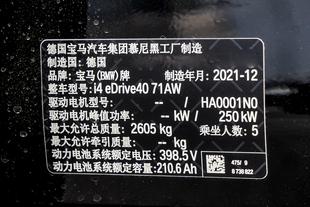 德国宝马汽车集团慕尼黑工厂制造
制造国: 德国
品牌: 宝马(BMW)牌 制造年月: 2021-12
整车型号: i4 eDrive40 71AW
驱动电机型号: -- / HA0001N0
驱动电机峰值功率: -- kW / 250 kW
最大允许总质量: 2605 kg 乘坐人数: 5
最大允许牵引质量: -- kg
动力电池系统额定电压: 398.5 V
动力电池系统额定容量: 210.6 Ah
475/ 9
8 738 822